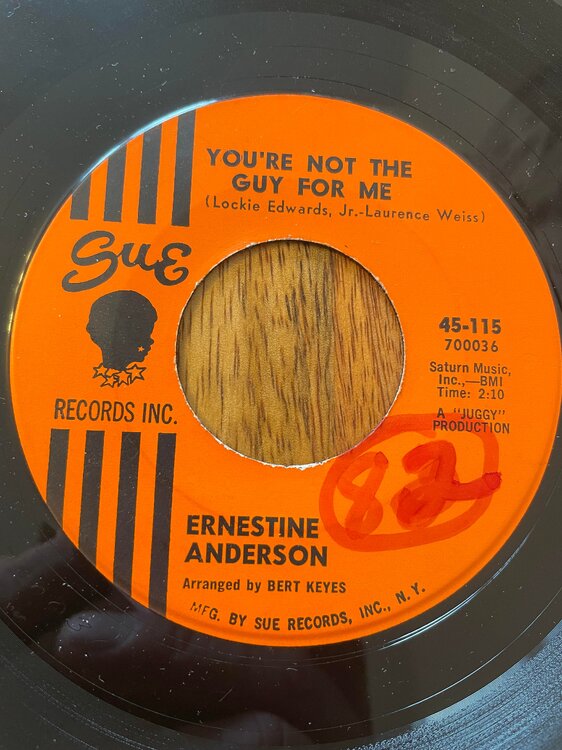 YOU'RE NOT THE
GUY FOR ME
(Lockie Edwards, Jr.-Laurence Weiss)
Sue
RECORDS INC.
45-115
700036
Saturn Music,
Inc.,—BMI
Time: 2:10
A "JUGGY"
PRODUCTION
82
ERNESTINE
ANDERSON
Arranged by BERT KEYES
MFG. BY SUE RECORDS, INC., N. Y.